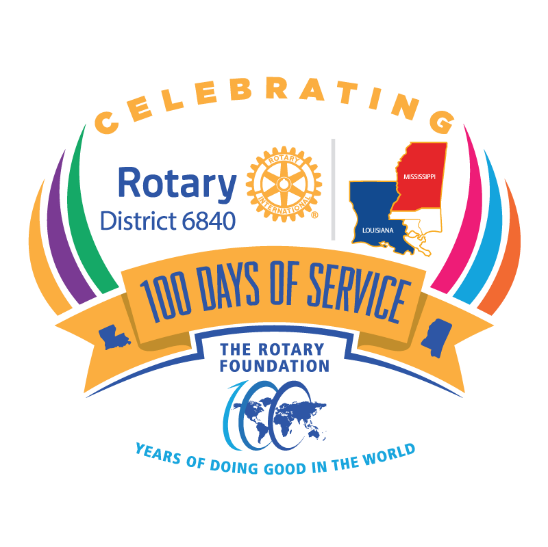 CELEBRATING
Rotary
District 6840
ROTARY
INTERNATIONAL
®
MISSISSIPPI
LOUISIANA
100 DAYS OF SERVICE
THE ROTARY
FOUNDATION
100
YEARS OF DOING GOOD IN THE WORLD